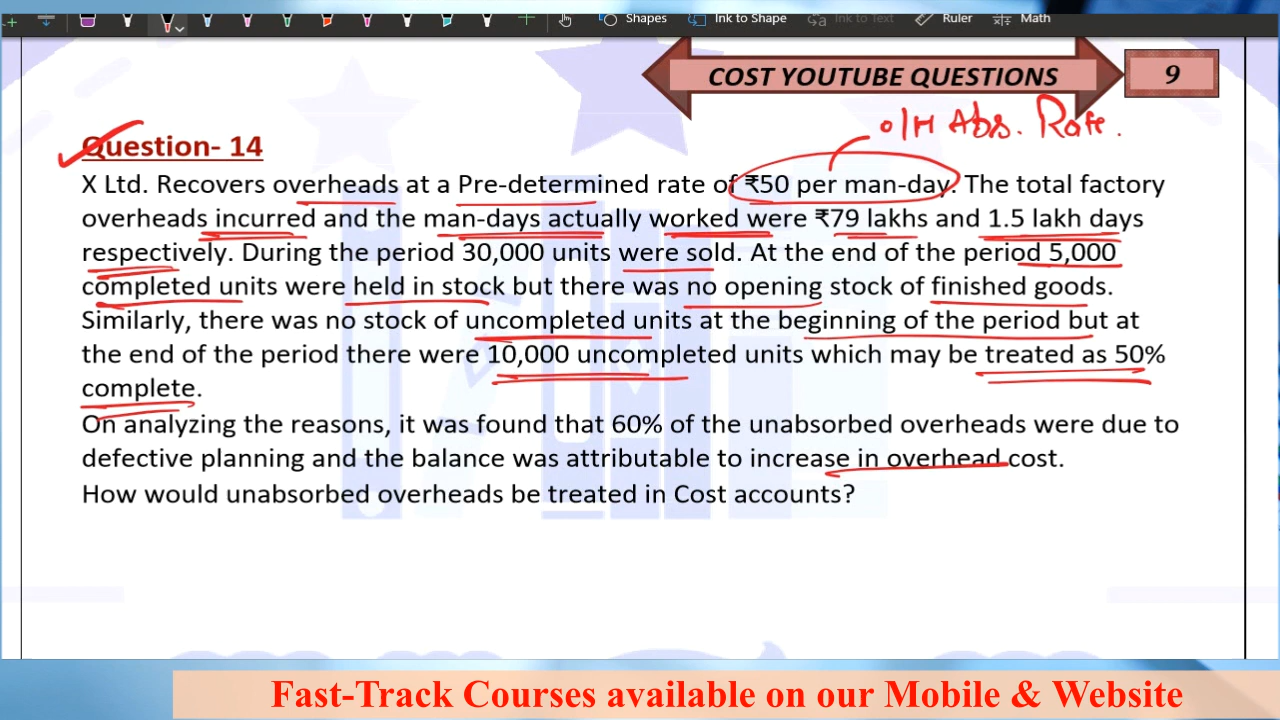 Shapes Ink to Shape Ink to Text Ruler Math
COST YOUTUBE QUESTIONS 9
O/H Abs. Rate.
Question- 14
X Ltd. Recovers overheads at a Pre-determined rate of ₹50 per man-day. The total factory
overheads incurred and the man-days actually worked were ₹79 lakhs and 1.5 lakh days
respectively. During the period 30,000 units were sold. At the end of the period 5,000
completed units were held in stock but there was no opening stock of finished goods.
Similarly, there was no stock of uncompleted units at the beginning of the period but at
the end of the period there were 10,000 uncompleted units which may be treated as 50%
complete.
On analyzing the reasons, it was found that 60% of the unabsorbed overheads were due to
defective planning and the balance was attributable to increase in overhead cost.
How would unabsorbed overheads be treated in Cost accounts?
Fast-Track Courses available on our Mobile & Website